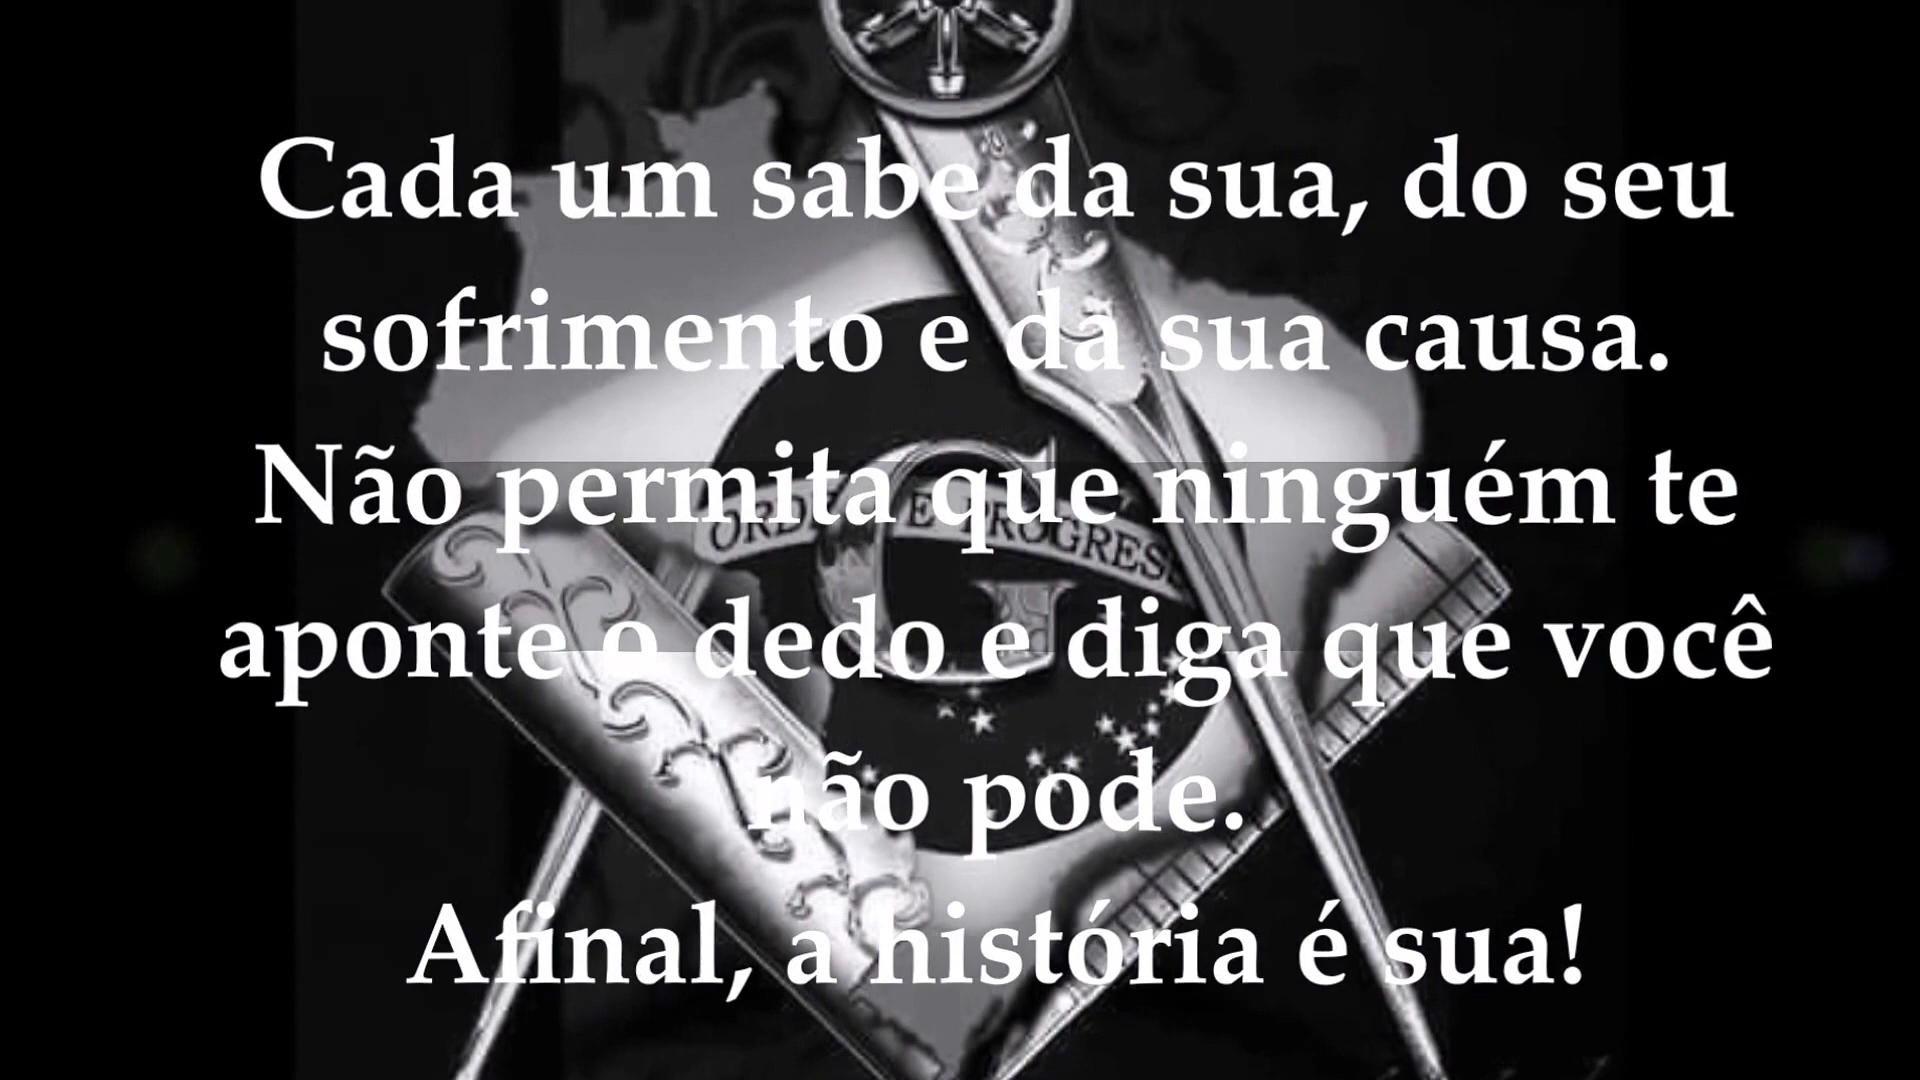 Cada um sabe da sua, do seu
sofrimento e da sua causa.
Não permita que ninguém te
aponte o dedo e diga que você
não pode.
Afinal, a história é sua!
E PROGRESS
G